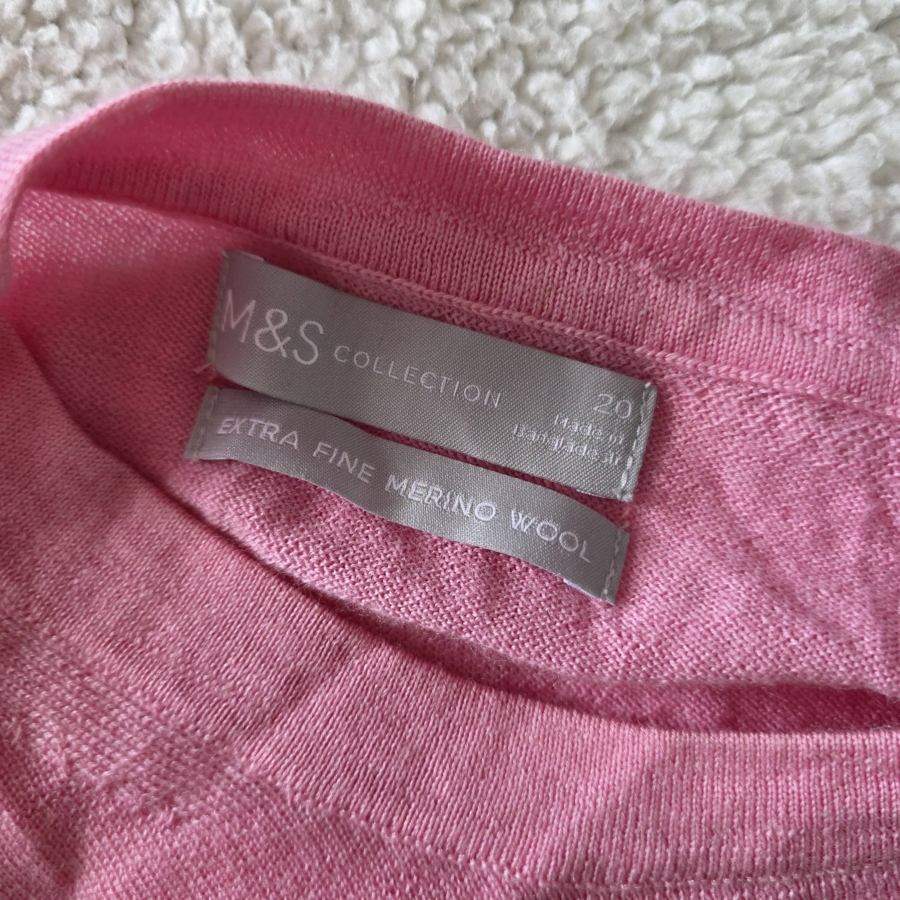 M&S COLLECTION
20
Made in
Bangladesh
EXTRA FINE MERINO WOOL